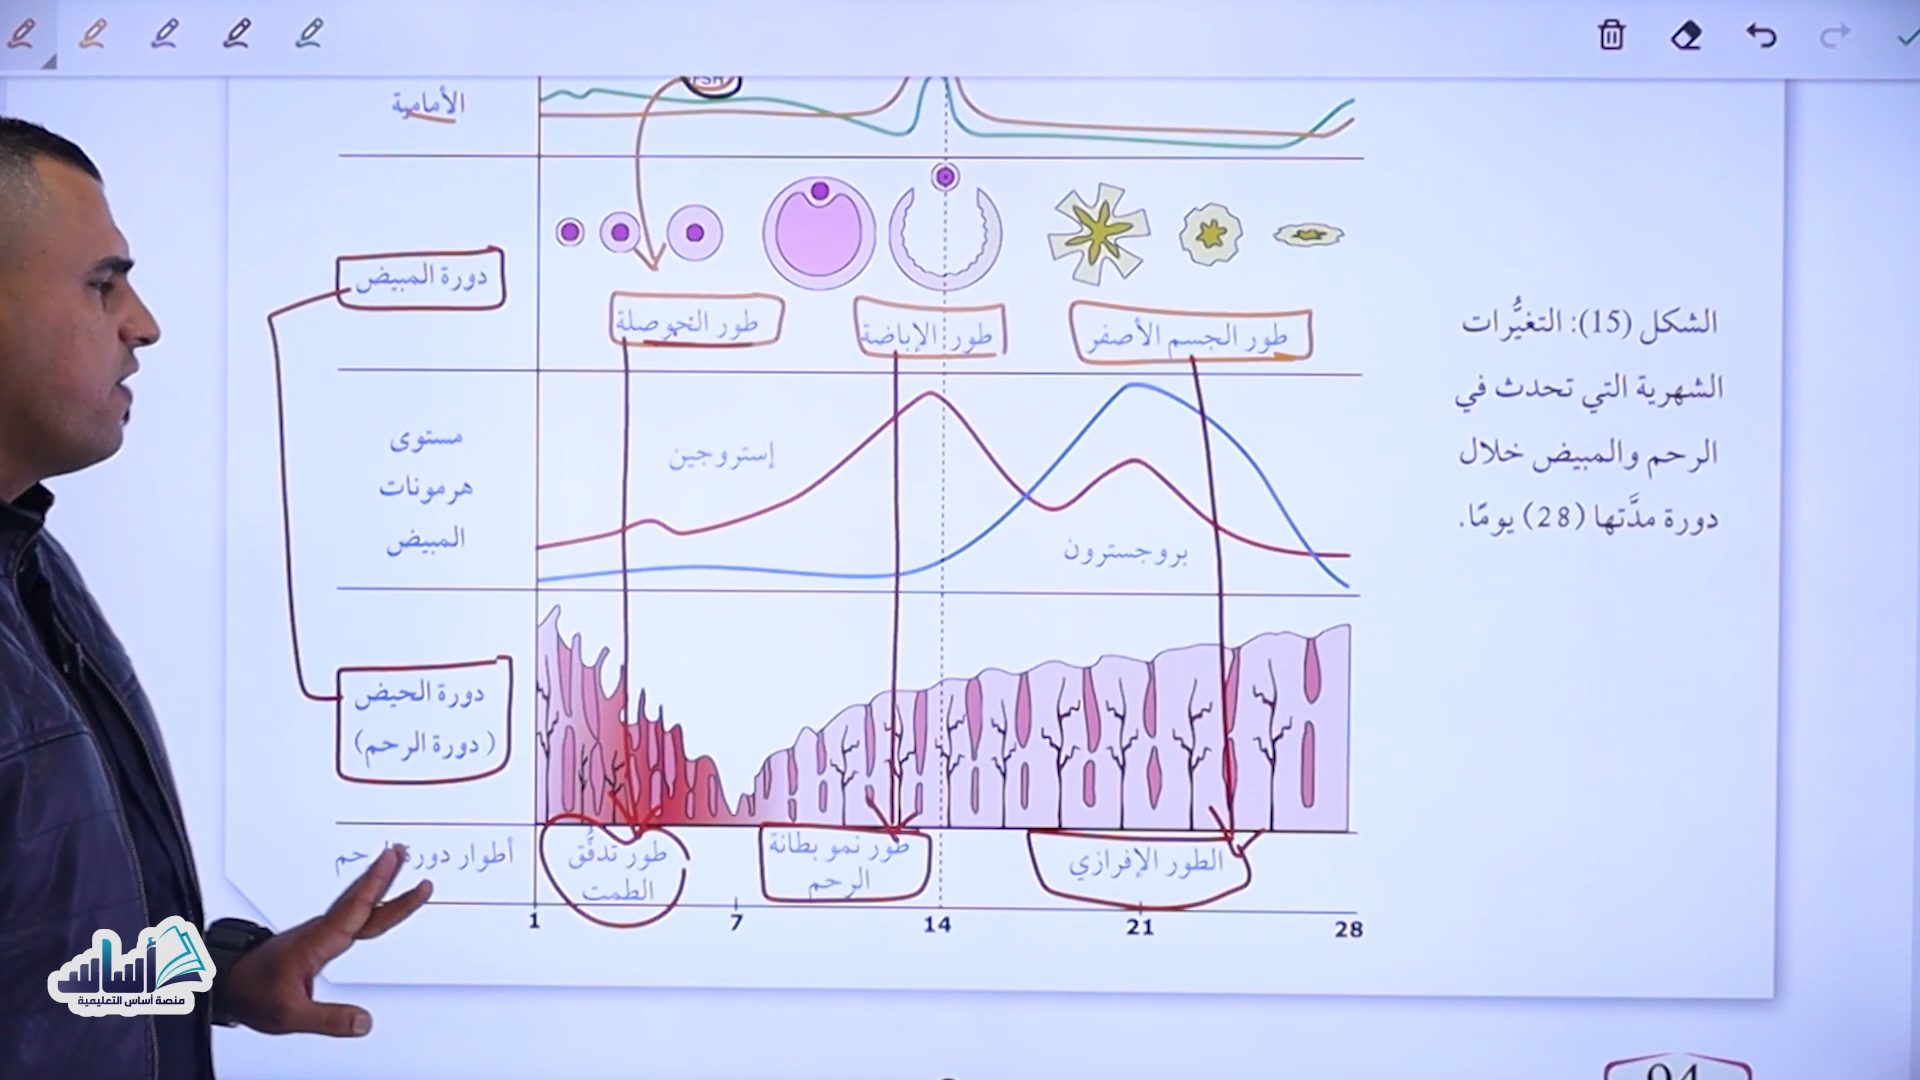 FSH
الأمامية
دورة المبيض
طور الحوصلة
طور الإباضة
طور الجسم الأصفر
الشكل (15): التغيُّرات
الشهرية التي تحدث في
الرحم والمبيض خلال
دورة مدَّتها (28) يومًا.
مستوى
هرمونات
المبيض
إستروجين
بروجسترون
دورة الحيض
(دورة الرحم)
أطوار دورة الرحم
طور تدفُّق
الطمث
طور نمو بطانة
الرحم
الطور الإفرازي
1 7 14 21 28
أساس
منصة أساس التعليمية
94